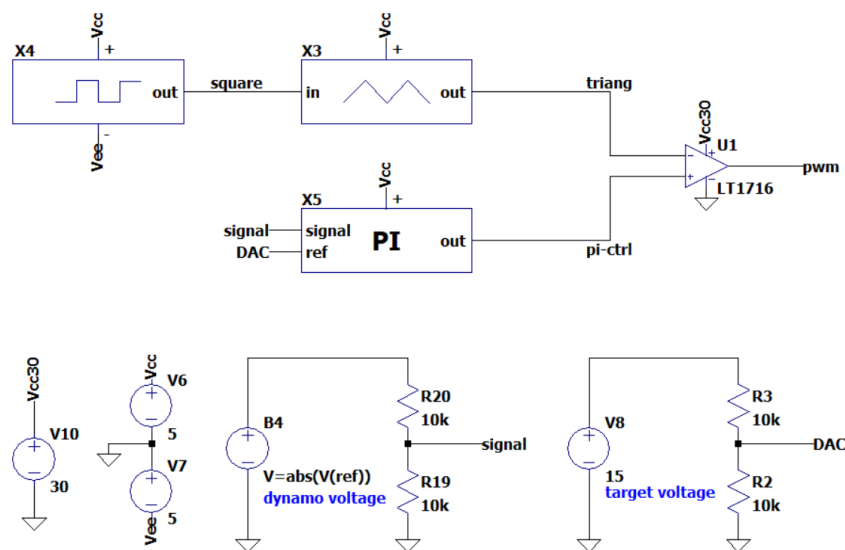 Vcc
X4
+
out
Vee
-
square
Vcc
X3
+
in
out
triang
Vcc30
U1
+
-
+
-
LT1716
pwm
Vcc
X5
+
signal
signal
DAC
ref
PI
out
pi-ctrl
Vcc30
V10
+
-
30
Vcc
V6
+
-
5
V7
+
-
5
Vee
B4
+
-
V=abs(V(ref))
dynamo voltage
R20
10k
signal
R19
10k
V8
+
-
15
target voltage
R3
10k
DAC
R2
10k